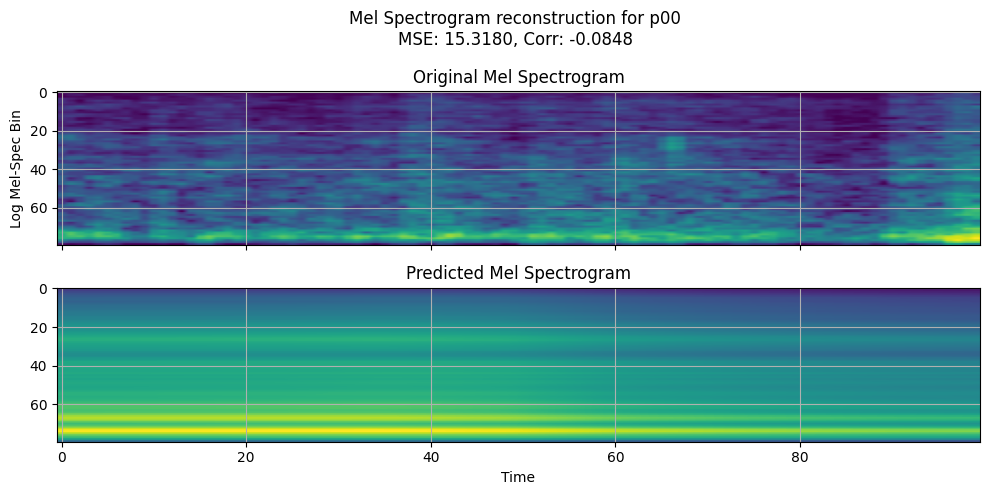 Mel Spectrogram reconstruction for p00
MSE: 15.3180, Corr: -0.0848
Original Mel Spectrogram
Log Mel-Spec Bin
0
20
40
60
Predicted Mel Spectrogram
0
20
40
60
0 20 40 60 80
Time